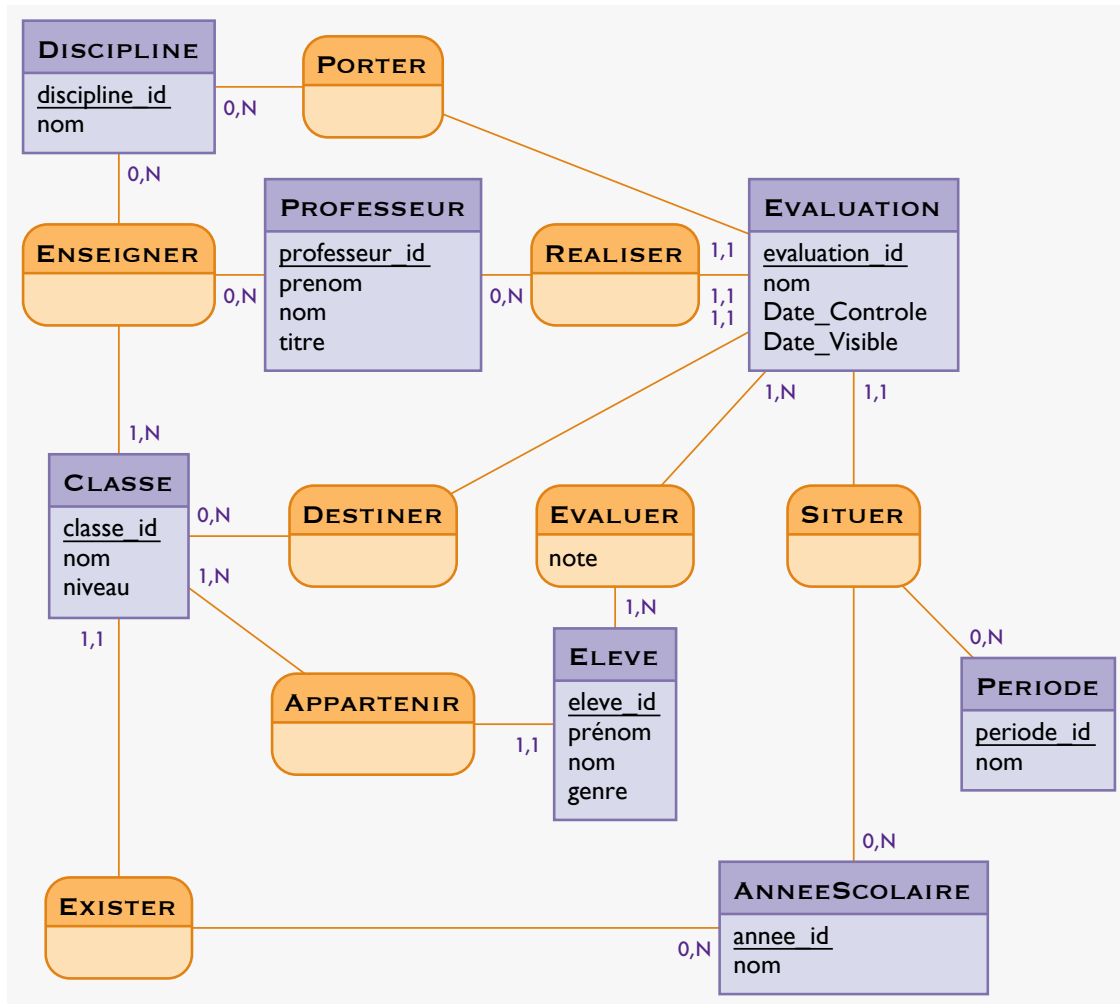 DISCIPLINE
discipline_id
nom
PORTER
0,N
0,N
ENSEIGNER
PROFESSEUR
professeur_id
prenom
nom
titre
0,N
REALISER
0,N
EVALUATION
evaluation_id
nom
Date_Controle
Date_Visible
1,1
1,1
1,1
1,N
1,1
1,N
CLASSE
classe_id
nom
niveau
0,N
1,N
1,1
DESTINER
EVALUER
note
SITUER
1,N
0,N
ELEVE
eleve_id
prénom
nom
genre
APPARTENIR
1,1
PERIODE
periode_id
nom
0,N
EXISTER
ANNEESCOLAIRE
annee_id
nom
0,N